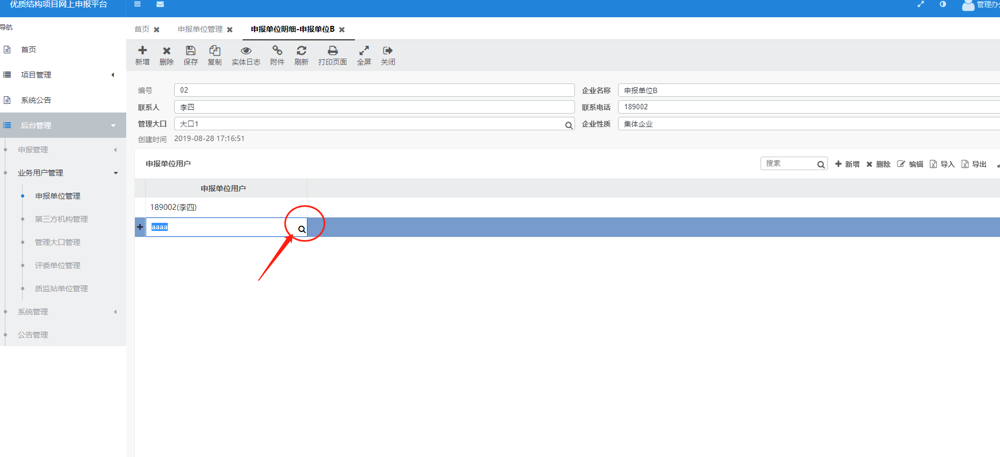 优质结构项目网上申报平台
管理办
导航
首页
项目管理
系统公告
后台管理
申报管理
业务用户管理
申报单位管理
第三方机构管理
管理大口管理
评委单位管理
质监站单位管理
系统管理
公告管理
首页 申报单位管理 申报单位明细-申报单位B
新增 删除 保存 复制 实体日志 附件 刷新 打印页面 全屏 关闭
编号 02 企业名称 申报单位B
联系人 李四 联系电话 189002
管理大口 大口1 企业性质 集体企业
创建时间 2019-08-28 17:16:51
申报单位用户 搜索 新增 删除 编辑 导入 导出
申报单位用户
189002(李四)
aaaa